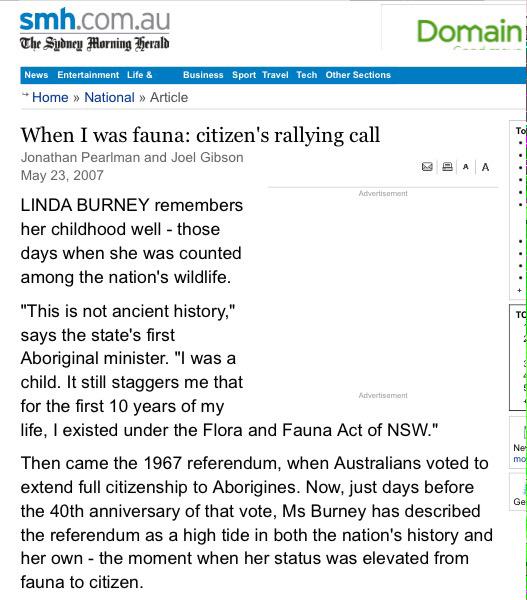 smh.com.au
The Sydney Morning Herald
Domain
News Entertainment Life & Business Sport Travel Tech Other Sections
Home » National » Article
When I was fauna: citizen's rallying call
Jonathan Pearlman and Joel Gibson
May 23, 2007
A A
Advertisement
LINDA BURNEY remembers
her childhood well - those
days when she was counted
among the nation's wildlife.
"This is not ancient history,"
says the state's first
Aboriginal minister. "I was a
child. It still staggers me that
for the first 10 years of my
Advertisement
life, I existed under the Flora and Fauna Act of NSW."
Then came the 1967 referendum, when Australians voted to
extend full citizenship to Aborigines. Now, just days before
the 40th anniversary of that vote, Ms Burney has described
the referendum as a high tide in both the nation's history and
her own - the moment when her status was elevated from
fauna to citizen.